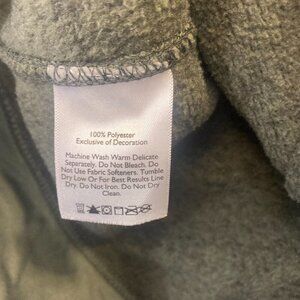 100% Polyester
Exclusive of Decoration
Machine Wash Warm Delicate
Separately. Do Not Bleach. Do
Not Use Fabric Softeners. Tumble
Dry Low Or For Best Results Line
Dry. Do Not Iron. Do Not Dry
Clean.